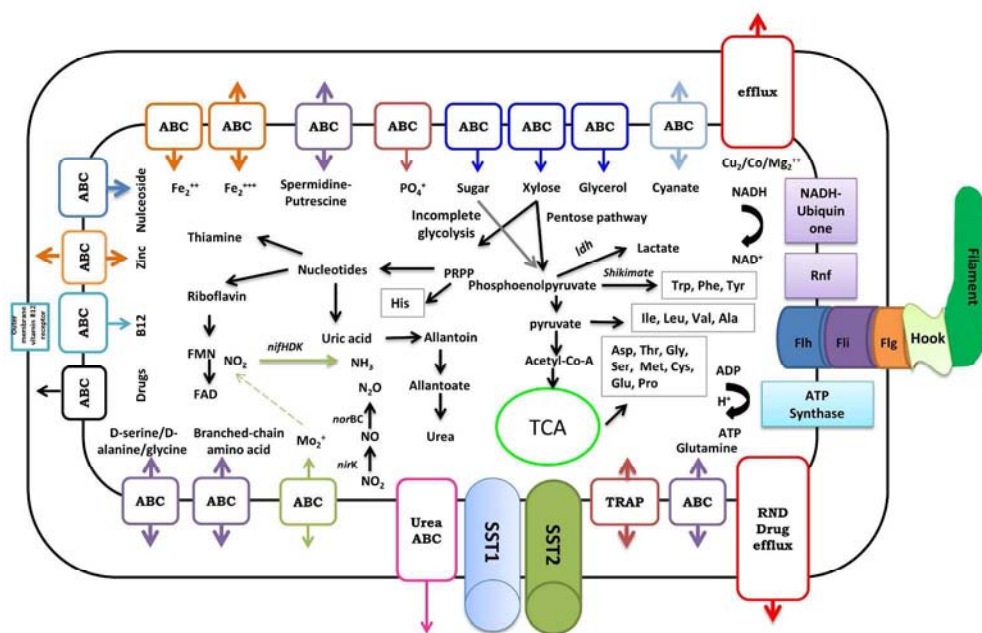 efflux
ABC
ABC
ABC
ABC
ABC
ABC
ABC
ABC
Cu₂/Co/Mg₂⁺⁺
Fe₂⁺⁺
Fe₂⁺⁺⁺
Spermidine-
Putrescine
PO₄⁺
Sugar
Xylose
Glycerol
Cyanate
ABC
Nulceoside
ABC
Zinc
Outer
membrane
vitamis B12
receptor
ABC
B12
ABC
Drugs
NADH
NAD⁺
NADH-
Ubiquin
one
Rnf
Filament
Flh
Fli
Flg
Hook
ADP
H⁺
ATP
ATP
Synthase
Incomplete
glycolysis
Pentose pathway
Thiamine
Nucleotides
PRPP
His
ldh
Lactate
Phosphoenolpyruvate
Shikimate
Trp, Phe, Tyr
Riboflavin
Uric acid
Allantoin
pyruvate
Ile, Leu, Val, Ala
FMN
NO₂
nifHDK
NH₃
Acetyl-Co-A
Asp, Thr, Gly,
Ser, Met, Cys,
Glu, Pro
FAD
N₂O
Allantoate
norBC
NO
Urea
TCA
Mo₂⁺
nirK
NO₂
D-serine/D-
alanine/glycine
Branched-chain
amino acid
Glutamine
ABC
ABC
ABC
Urea
ABC
SST1
SST2
TRAP
ABC
RND
Drug
efflux